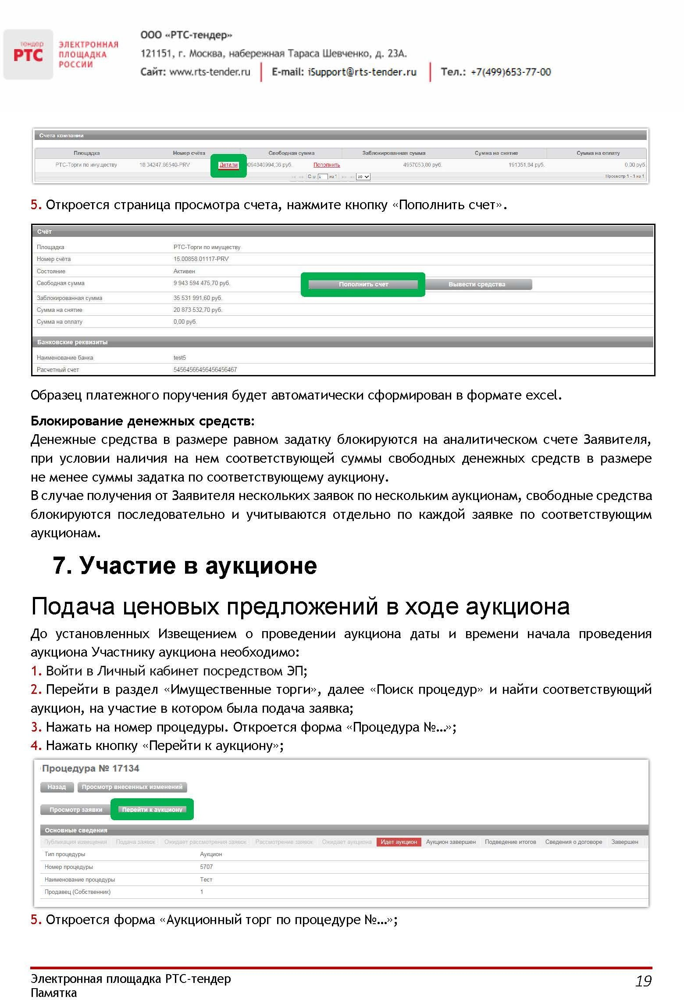 тендер
РТС
ЭЛЕКТРОННАЯ
ПЛОЩАДКА
РОССИИ
ООО «РТС-тендер»
121151, г. Москва, набережная Тараса Шевченко, д. 23А.
Сайт: www.rts-tender.ru E-mail: iSupport@rts-tender.ru Тел.: +7(499)653-77-00
Счета компании
Площадка Номер счёта Свободная сумма Заблокированная сумма Сумма на снятие Сумма на оплату
РТС-Торги по имуществу 18.34247.66540-PRV Детали 0094848994,36 руб. Пополнить 4957053,80 руб. 191351,84 руб. 0,00 руб.
Стр 1 из 1 10 Просмотр 1 - 1 из 1
5. Откроется страница просмотра счета, нажмите кнопку «Пополнить счет».
Счёт
Площадка РТС-Торги по имуществу
Номер счёта 15.00858.01117-PRV
Состояние Активен
Свободная сумма 9 943 594 475,70 руб. Пополнить счет Вывести средства
Заблокированная сумма 35 531 991,60 руб.
Сумма на снятие 20 873 532,70 руб.
Сумма на оплату 0,00 руб.
Банковские реквизиты
Наименование банка test5
Расчетный счет 54564566456456456467
Образец платежного поручения будет автоматически сформирован в формате excel.
Блокирование денежных средств:
Денежные средства в размере равном задатку блокируются на аналитическом счете Заявителя,
при условии наличия на нем соответствующей суммы свободных денежных средств в размере
не менее суммы задатка по соответствующему аукциону.
В случае получения от Заявителя нескольких заявок по нескольким аукционам, свободные средства
блокируются последовательно и учитываются отдельно по каждой заявке по соответствующим
аукционам.
7. Участие в аукционе
Подача ценовых предложений в ходе аукциона
До установленных Извещением о проведении аукциона даты и времени начала проведения
аукциона Участнику аукциона необходимо:
1. Войти в Личный кабинет посредством ЭП;
2. Перейти в раздел «Имущественные торги», далее «Поиск процедур» и найти соответствующий
аукцион, на участие в котором была подача заявка;
3. Нажать на номер процедуры. Откроется форма «Процедура №…»;
4. Нажать кнопку «Перейти к аукциону»;
Процедура № 17134
Назад Просмотр внесенных изменений
Просмотр заявки Перейти к аукциону
Основные сведения
Публикация извещения Подача заявок Ожидает рассмотрения заявок Рассмотрение заявок Ожидает аукциона Идет аукцион Аукцион завершен Подведение итогов Сведения о договоре Завершен
Тип процедуры Аукцион
Номер процедуры 5707
Наименование процедуры Тест
Продавец (Собственник) 1
5. Откроется форма «Аукционный торг по процедуре №…»;
Электронная площадка РТС-тендер 19
Памятка